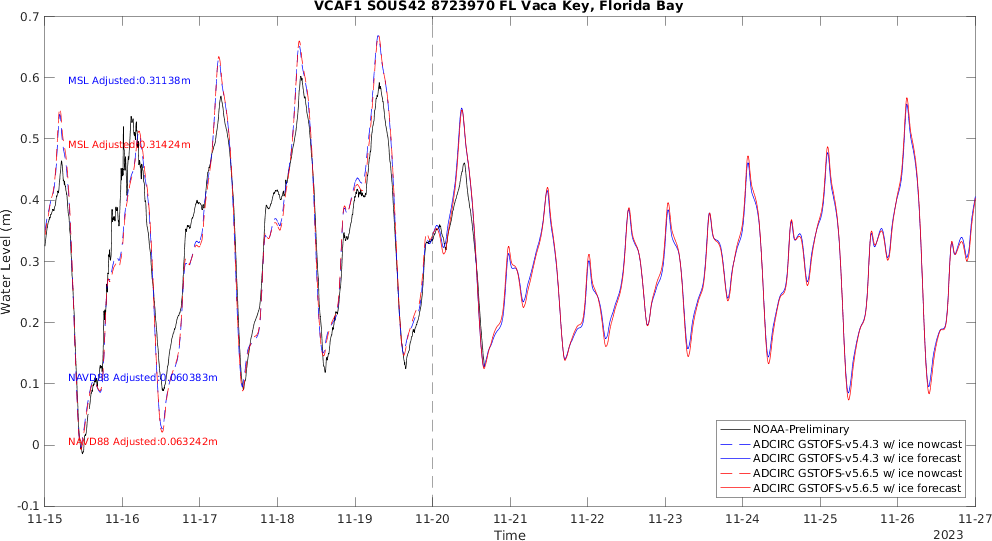 VCAF1 SOUS42 8723970 FL Vaca Key, Florida Bay
0.7
0.6
0.5
0.4
0.3
0.2
0.1
0
-0.1
Water Level (m)
MSL Adjusted:0.31138m
MSL Adjusted:0.31424m
NAVD88 Adjusted:0.060383m
NAVD88 Adjusted:0.063242m
NOAA-Preliminary
ADCIRC GSTOFS-v5.4.3 w/ ice nowcast
ADCIRC GSTOFS-v5.4.3 w/ ice forecast
ADCIRC GSTOFS-v5.6.5 w/ ice nowcast
ADCIRC GSTOFS-v5.6.5 w/ ice forecast
11-15 11-16 11-17 11-18 11-19 11-20 11-21 11-22 11-23 11-24 11-25 11-26 11-27
Time
2023